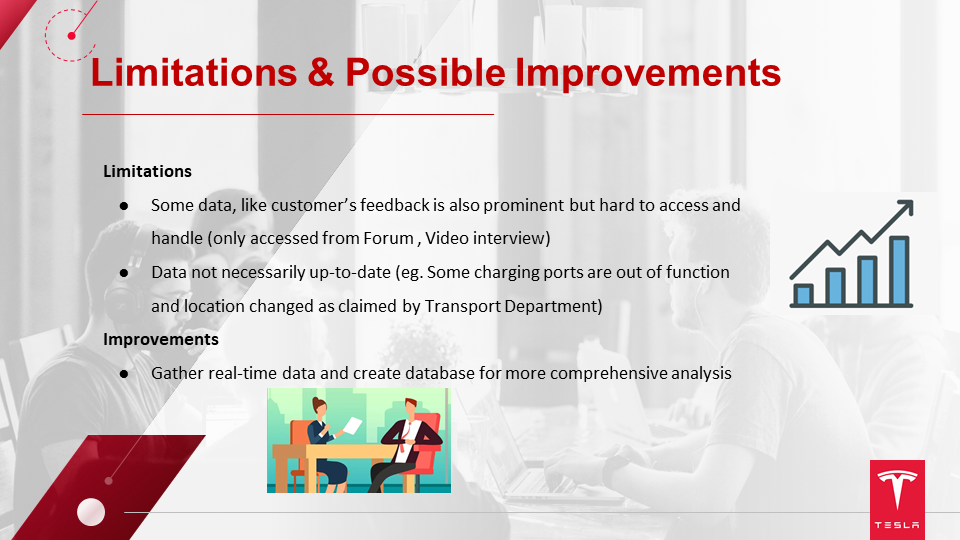 Limitations & Possible Improvements
Limitations
● Some data, like customer’s feedback is also prominent but hard to access and
handle (only accessed from Forum , Video interview)
● Data not necessarily up-to-date (eg. Some charging ports are out of function
and location changed as claimed by Transport Department)
Improvements
● Gather real-time data and create database for more comprehensive analysis
TESLA